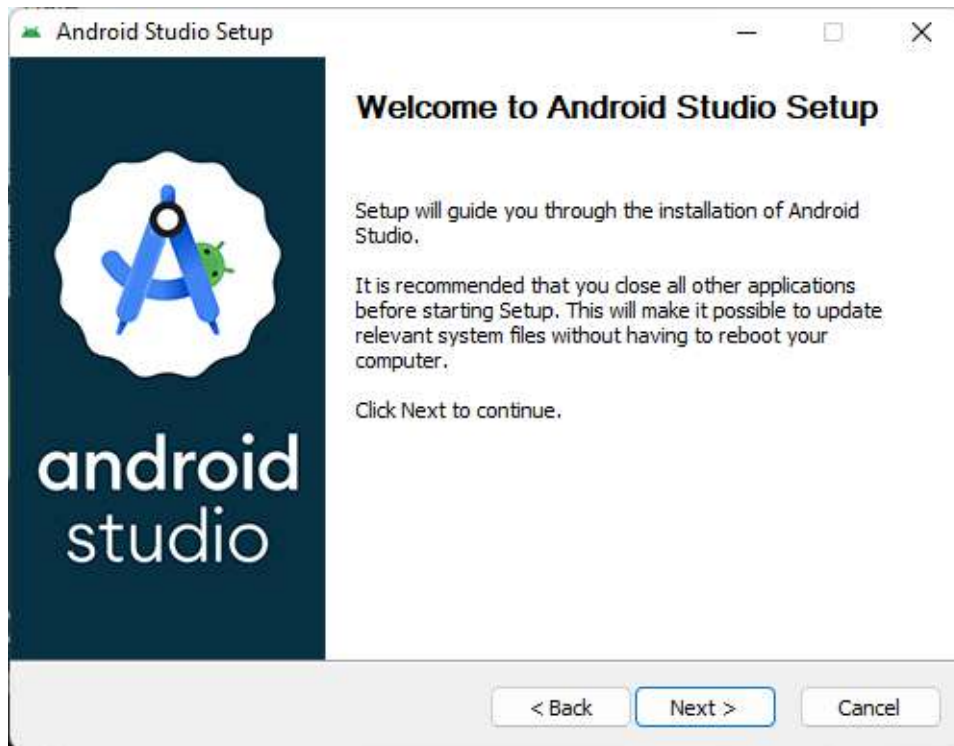 Android Studio Setup
Welcome to Android Studio Setup
Setup will guide you through the installation of Android
Studio.
It is recommended that you close all other applications
before starting Setup. This will make it possible to update
relevant system files without having to reboot your
computer.
Click Next to continue.
android
studio
< Back
Next >
Cancel